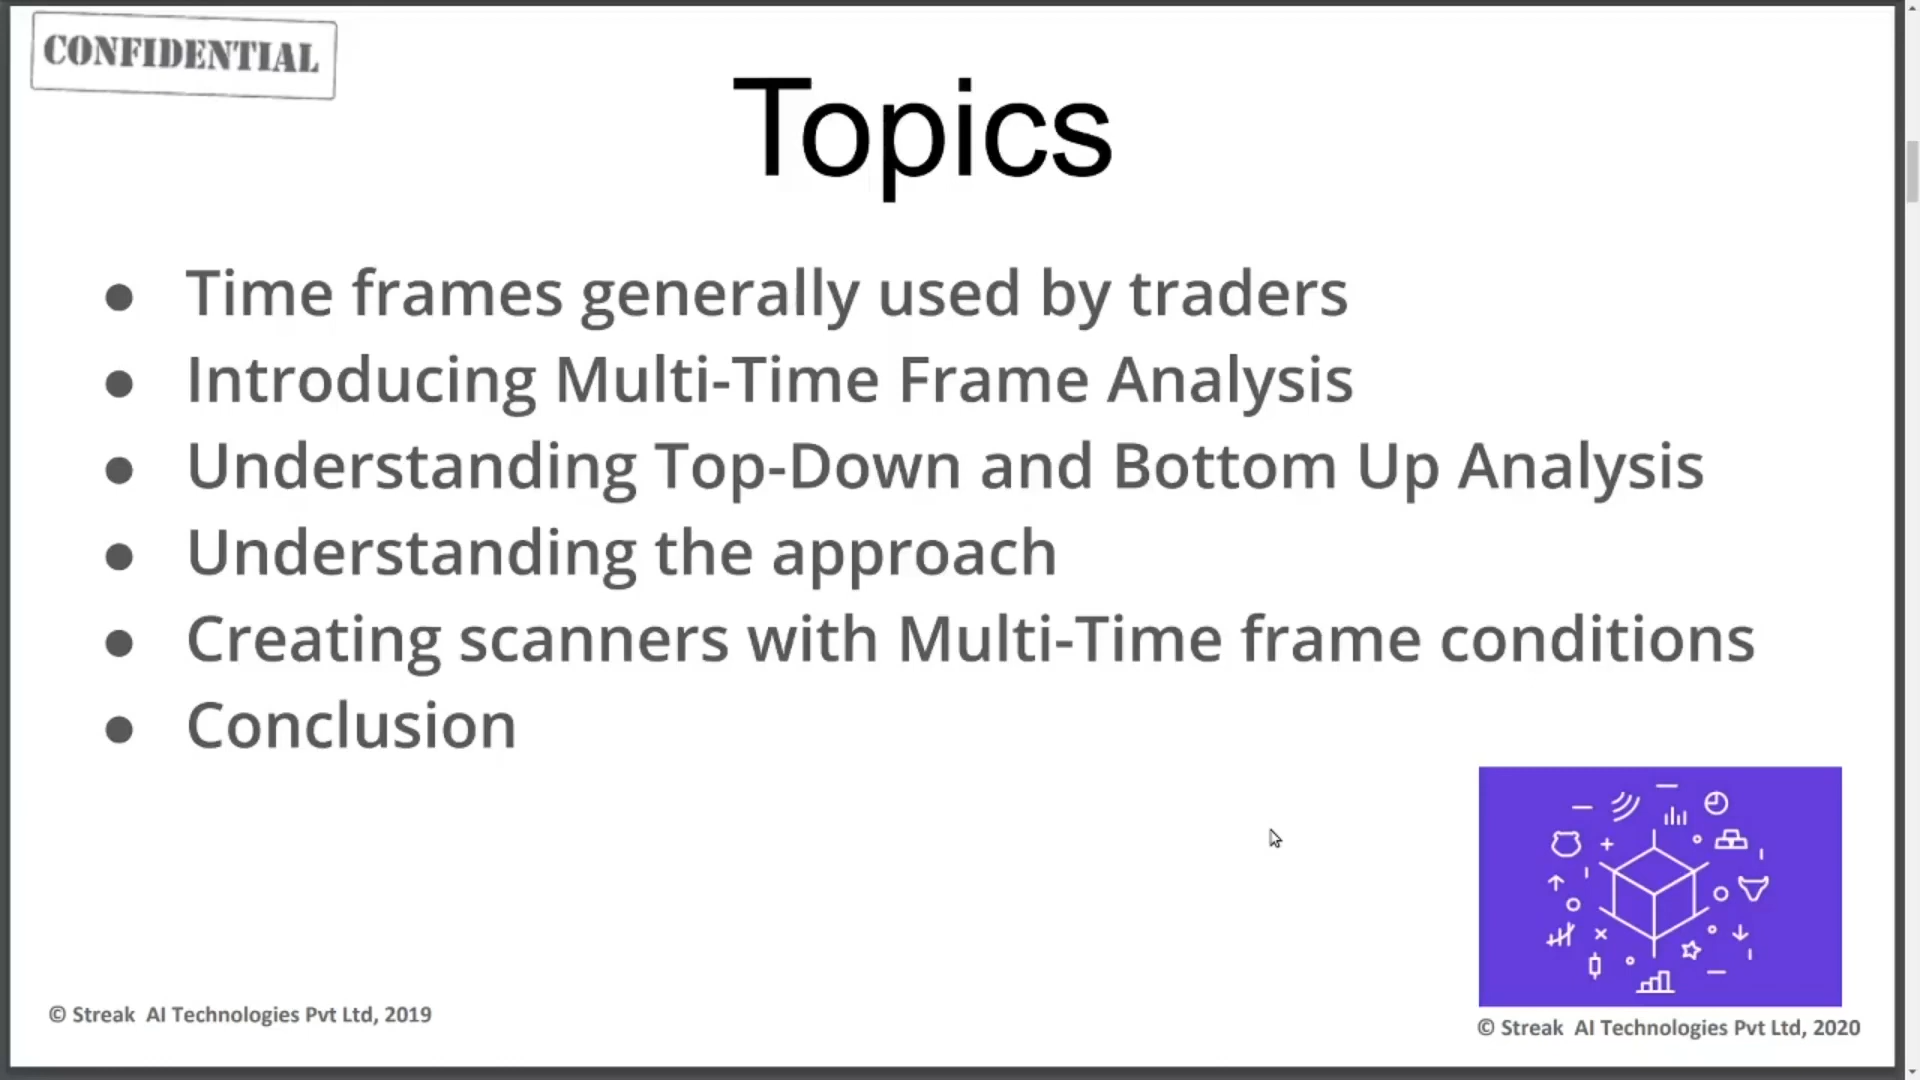 CONFIDENTIAL
Topics
● Time frames generally used by traders
● Introducing Multi-Time Frame Analysis
● Understanding Top-Down and Bottom Up Analysis
● Understanding the approach
● Creating scanners with Multi-Time frame conditions
● Conclusion
© Streak AI Technologies Pvt Ltd, 2019
© Streak AI Technologies Pvt Ltd, 2020